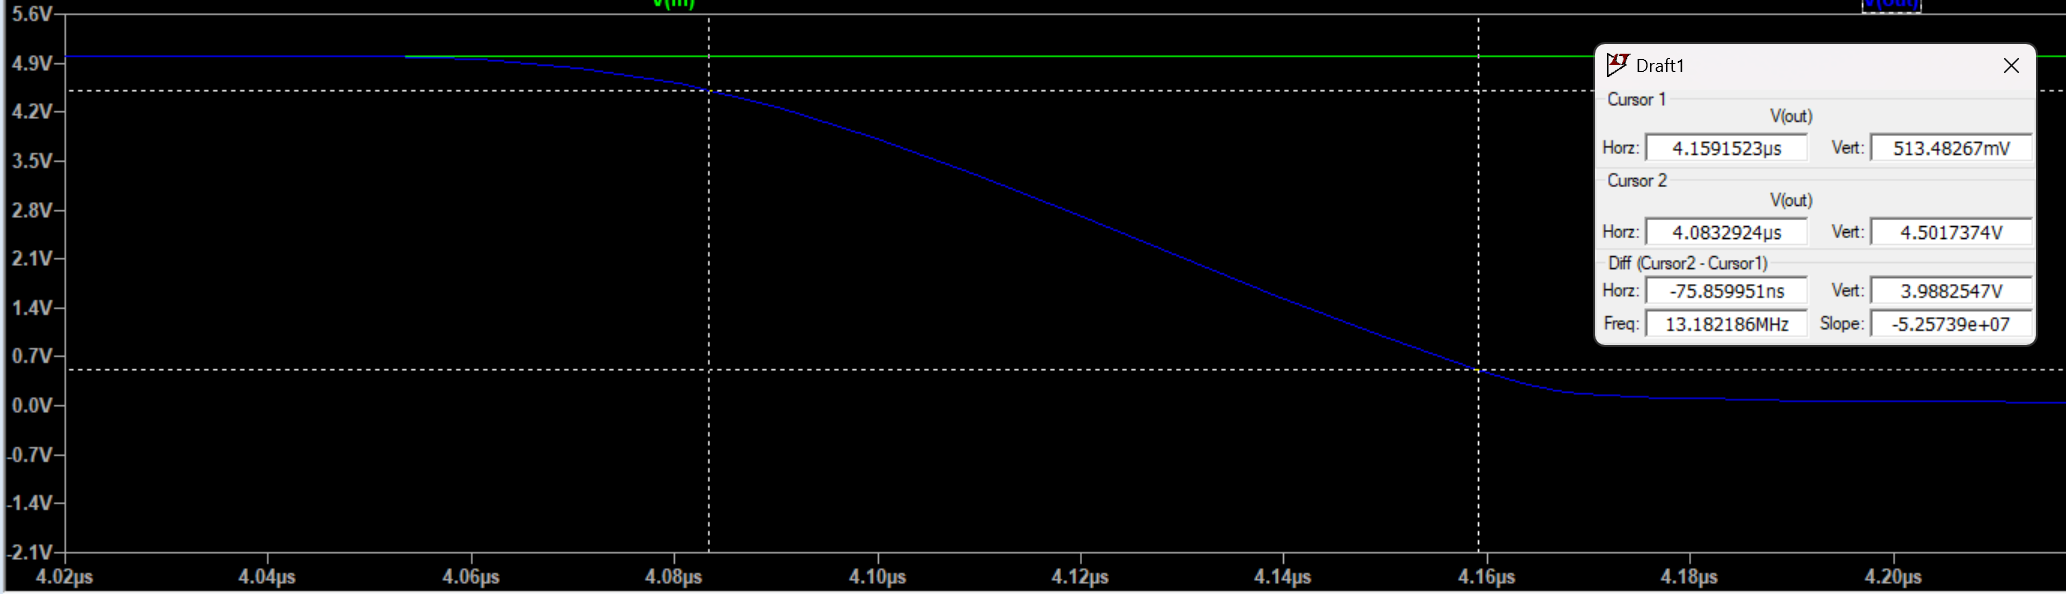 V(in) V(out)
5.6V
4.9V
4.2V
3.5V
2.8V
2.1V
1.4V
0.7V
0.0V
-0.7V
-1.4V
-2.1V
4.02µs 4.04µs 4.06µs 4.08µs 4.10µs 4.12µs 4.14µs 4.16µs 4.18µs 4.20µs
Draft1
Cursor 1
V(out)
Horz: 4.1591523µs Vert: 513.48267mV
Cursor 2
V(out)
Horz: 4.0832924µs Vert: 4.5017374V
Diff (Cursor2 - Cursor1)
Horz: -75.859951ns Vert: 3.9882547V
Freq: 13.182186MHz Slope: -5.25739e+07